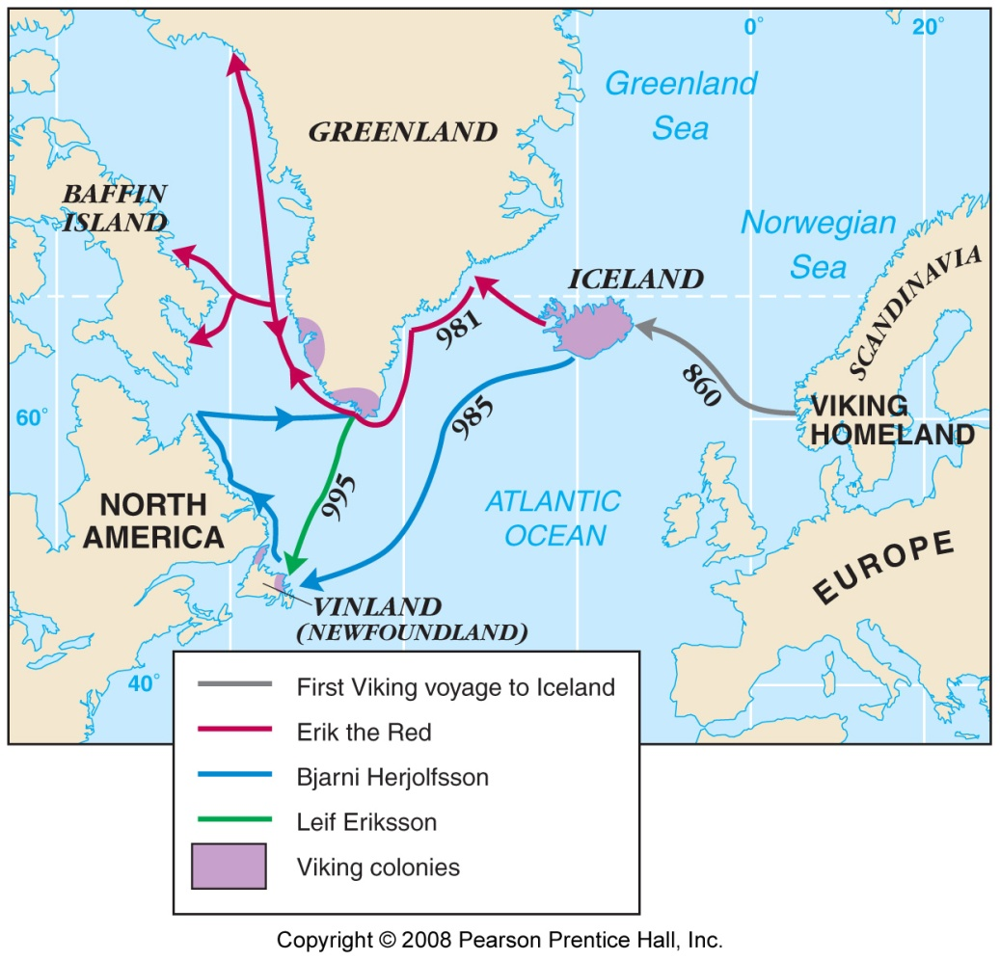 0°
20°
Greenland
Sea
GREENLAND
BAFFIN
ISLAND
Norwegian
Sea
ICELAND
SCANDINAVIA
981
860
985
60°
VIKING
HOMELAND
995
NORTH
AMERICA
ATLANTIC
OCEAN
EUROPE
VINLAND
(NEWFOUNDLAND)
40°
First Viking voyage to Iceland
Erik the Red
Bjarni Herjolfsson
Leif Eriksson
Viking colonies
Copyright © 2008 Pearson Prentice Hall, Inc.